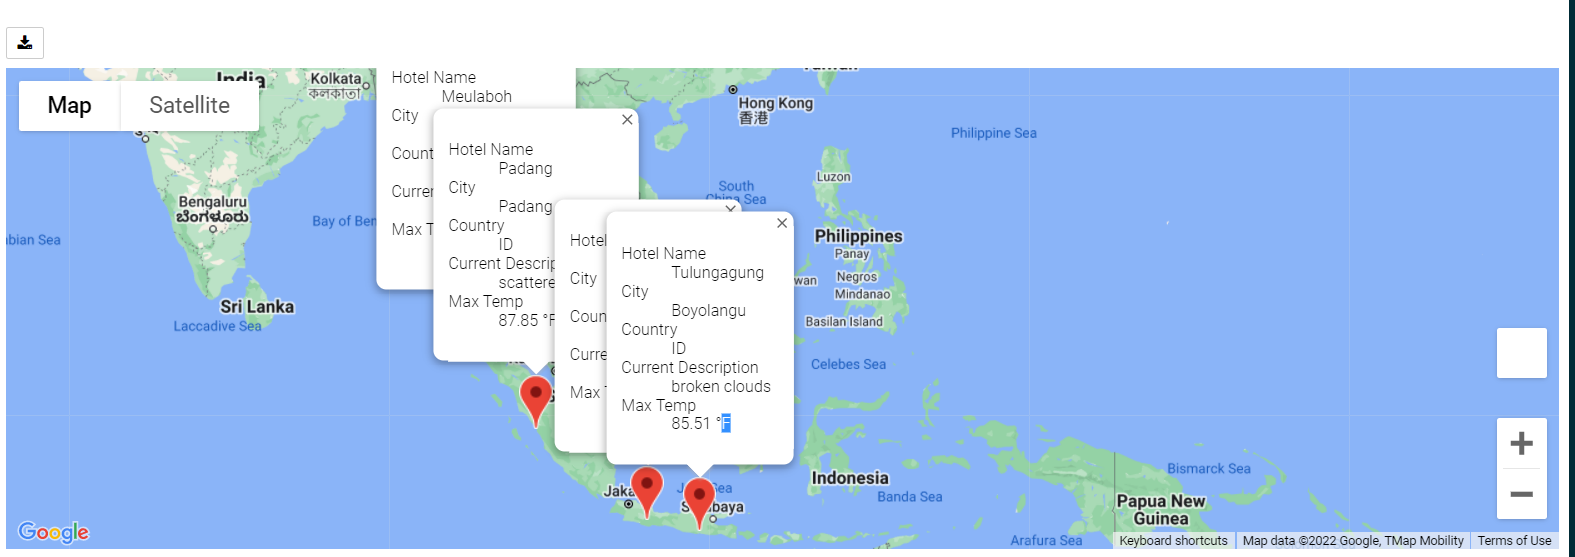 Map
Satellite
India
Kolkata
কলকাতা
Hong Kong
香港
Philippine Sea
Bengaluru
ಬೆಂಗಳೂರು
Bay of Ben
bian Sea
Sri Lanka
Laccadive Sea
South
China Sea
Luzon
Philippines
Panay
Negros
wan
Mindanao
Basilan Island
Celebes Sea
Hotel Name
Meulaboh
City
Count
Currer
Max T
Hotel Name
Padang
City
Padang
Country
ID
Current Descrip
scattere
Max Temp
87.85 °F
Hotel
City
Coun
Curre
Max T
Hotel Name
Tulungagung
City
Boyolangu
Country
ID
Current Description
broken clouds
Max Temp
85.51 °F
Jaka
Sea
S baya
Indonesia
Banda Sea
Bismarck Sea
Papua New
Guinea
Arafura Sea
Google
Keyboard shortcuts
Map data ©2022 Google, TMap Mobility
Terms of Use